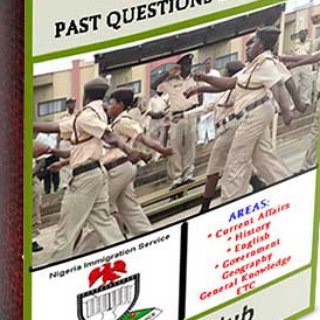 PAST QUESTIONS
Nigeria Immigration Service
AREAS:
• Current Affairs
• History
• English
• Government
Geography
General Knowledge
ETC